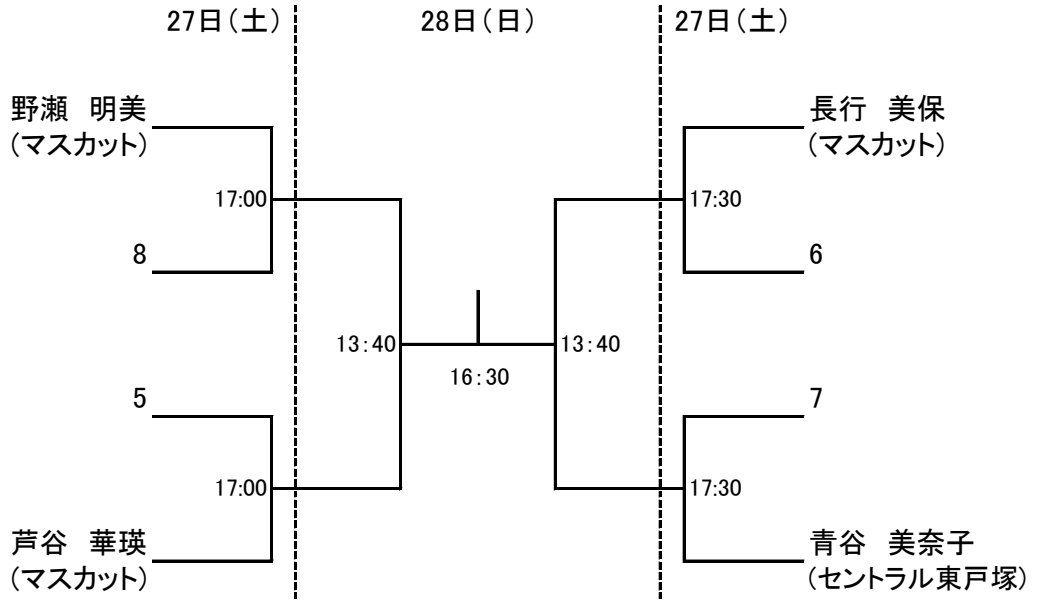 27日(土)
28日(日)
27日(土)
野瀬　明美
(マスカット)
長行　美保
(マスカット)
17:00
17:30
8
6
13:40
13:40
16:30
5
7
17:00
17:30
芦谷　華瑛
(マスカット)
青谷　美奈子
(セントラル東戸塚)